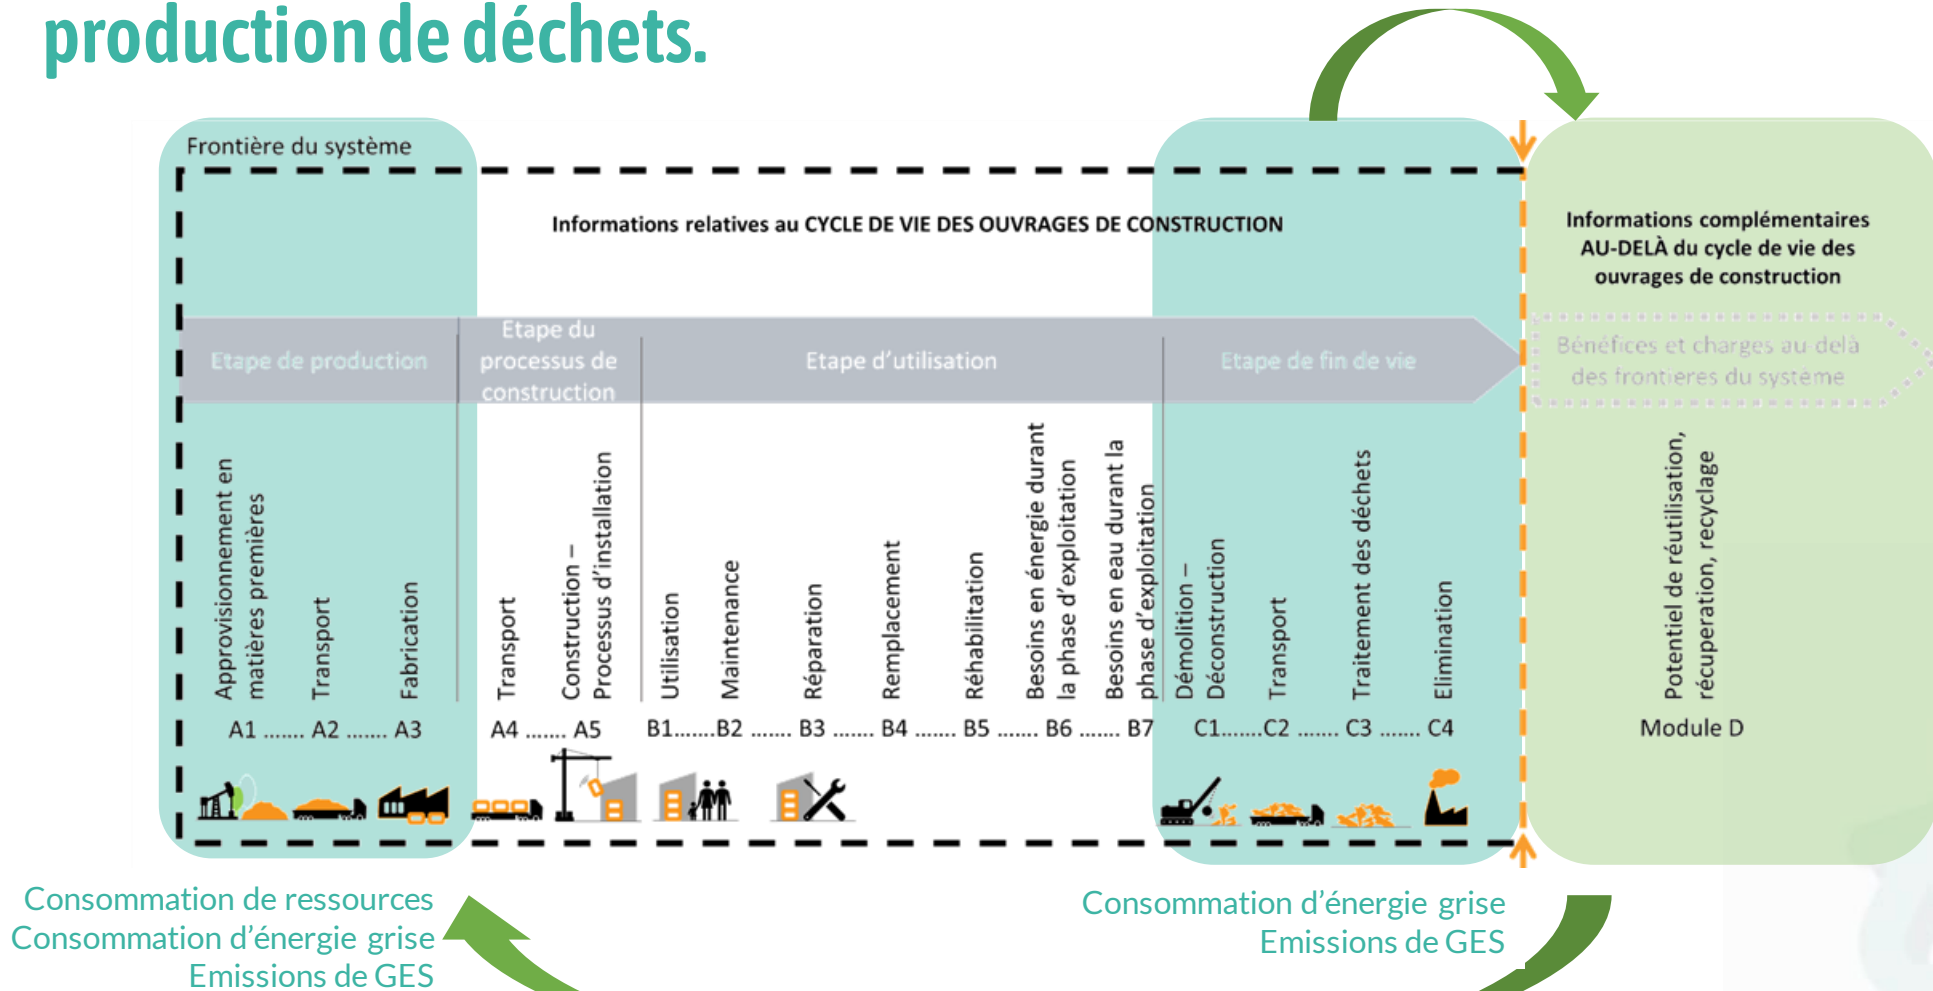 production de déchets.
Frontière du système
Informations relatives au CYCLE DE VIE DES OUVRAGES DE CONSTRUCTION
Informations complémentaires
AU-DELÀ du cycle de vie des
ouvrages de construction
Etape de production
Etape du
processus de
construction
Etape d'utilisation
Etape de fin de vie
Bénéfices et charges au-delà
des frontieres du système
Approvisionnement en
matières premières
Transport
Fabrication
Transport
Construction –
Processus d'installation
Utilisation
Maintenance
Réparation
Remplacement
Réhabilitation
Besoins en énergie durant
la phase d'exploitation
Besoins en eau durant la
phase d'exploitation
Démolition –
Déconstruction
Transport
Traitement des déchets
Elimination
Potentiel de réutilisation,
récuperation, recyclage
A1 ....... A2 ....... A3
A4 ....... A5
B1.......B2 ....... B3 ....... B4 ....... B5 ....... B6 ....... B7
C1.......C2 ....... C3 ....... C4
Module D
Consommation de ressources
Consommation d'énergie grise
Emissions de GES
Consommation d'énergie grise
Emissions de GES